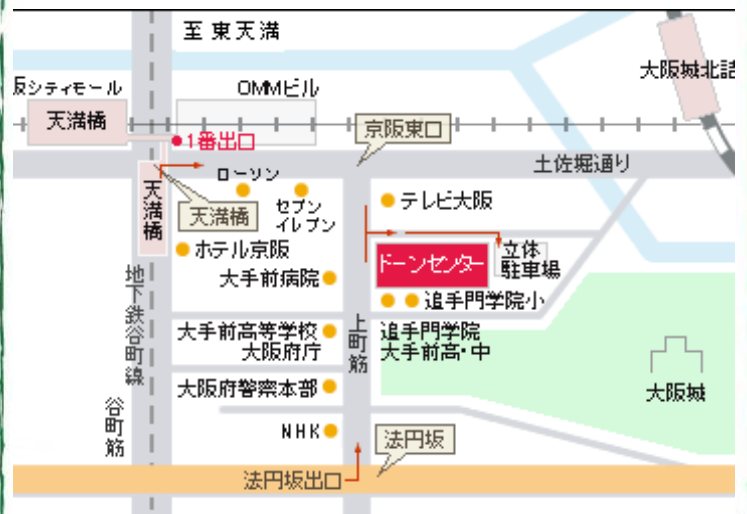 至東天満
大阪城北詰
阪シティモール
OMMビル
天満橋
1番出口
京阪東口
土佐堀通り
ローソン
天満橋
天満橋
セブン
イレブン
テレビ大阪
ホテル京阪
ドーンセンター
立体
駐車場
大手前病院
追手門学院小
地下鉄谷町線
大手前高等学校
大阪府庁
上町筋
追手門学院
大手前高・中
大阪府警察本部
大阪城
谷町筋
NHK
法円坂
法円坂出口